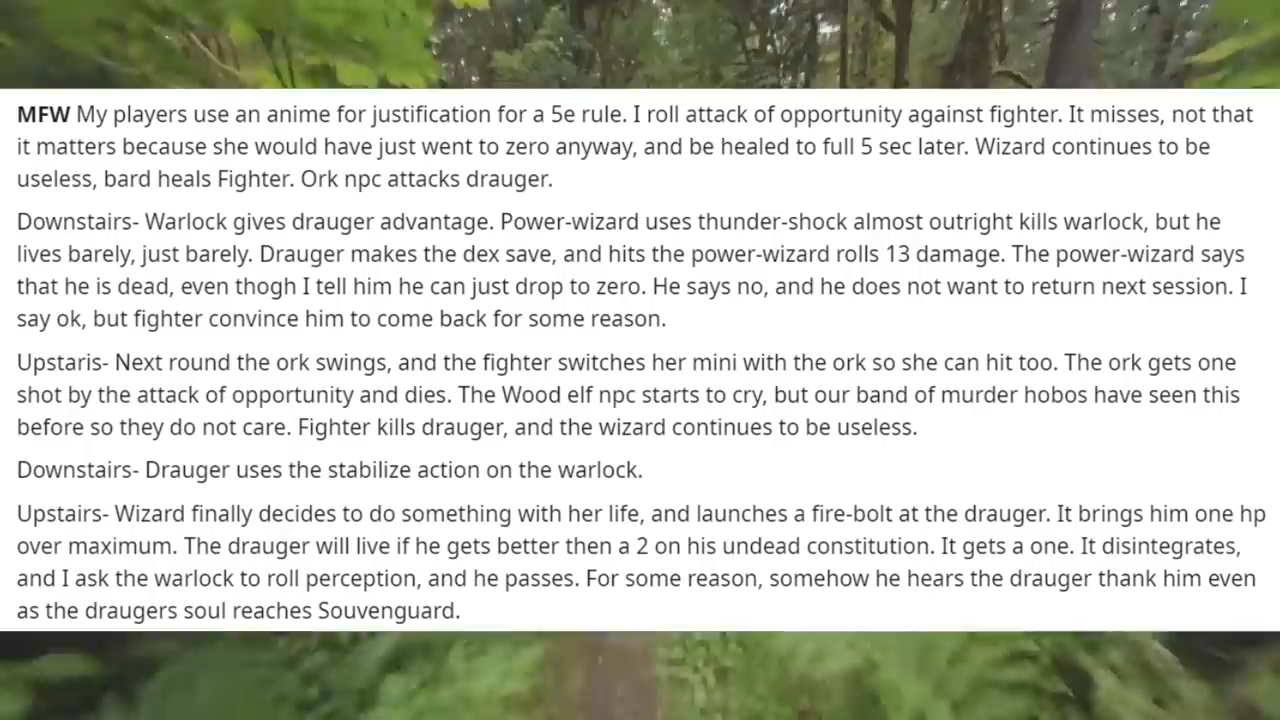 MFW My players use an anime for justification for a 5e rule. I roll attack of opportunity against fighter. It misses, not that
it matters because she would have just went to zero anyway, and be healed to full 5 sec later. Wizard continues to be
useless, bard heals Fighter. Ork npc attacks drauger.
Downstairs- Warlock gives drauger advantage. Power-wizard uses thunder-shock almost outright kills warlock, but he
lives barely, just barely. Drauger makes the dex save, and hits the power-wizard rolls 13 damage. The power-wizard says
that he is dead, even thogh I tell him he can just drop to zero. He says no, and he does not want to return next session. I
say ok, but fighter convince him to come back for some reason.
Upstaris- Next round the ork swings, and the fighter switches her mini with the ork so she can hit too. The ork gets one
shot by the attack of opportunity and dies. The Wood elf npc starts to cry, but our band of murder hobos have seen this
before so they do not care. Fighter kills drauger, and the wizard continues to be useless.
Downstairs- Drauger uses the stabilize action on the warlock.
Upstairs- Wizard finally decides to do something with her life, and launches a fire-bolt at the drauger. It brings him one hp
over maximum. The drauger will live if he gets better then a 2 on his undead constitution. It gets a one. It disintegrates,
and I ask the warlock to roll perception, and he passes. For some reason, somehow he hears the drauger thank him even
as the draugers soul reaches Souvenguard.